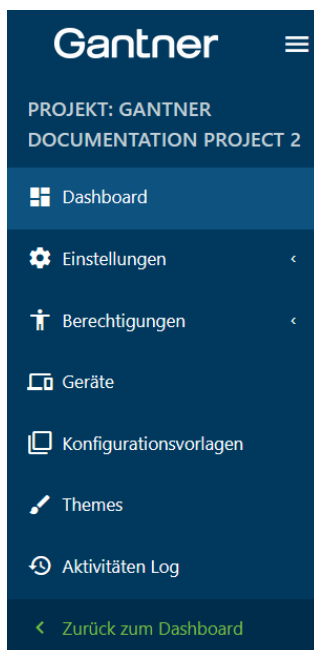 Gantner
PROJEKT: GANTNER
DOCUMENTATION PROJECT 2
Dashboard
Einstellungen
Berechtigungen
Geräte
Konfigurationsvorlagen
Themes
Aktivitäten Log
Zurück zum Dashboard